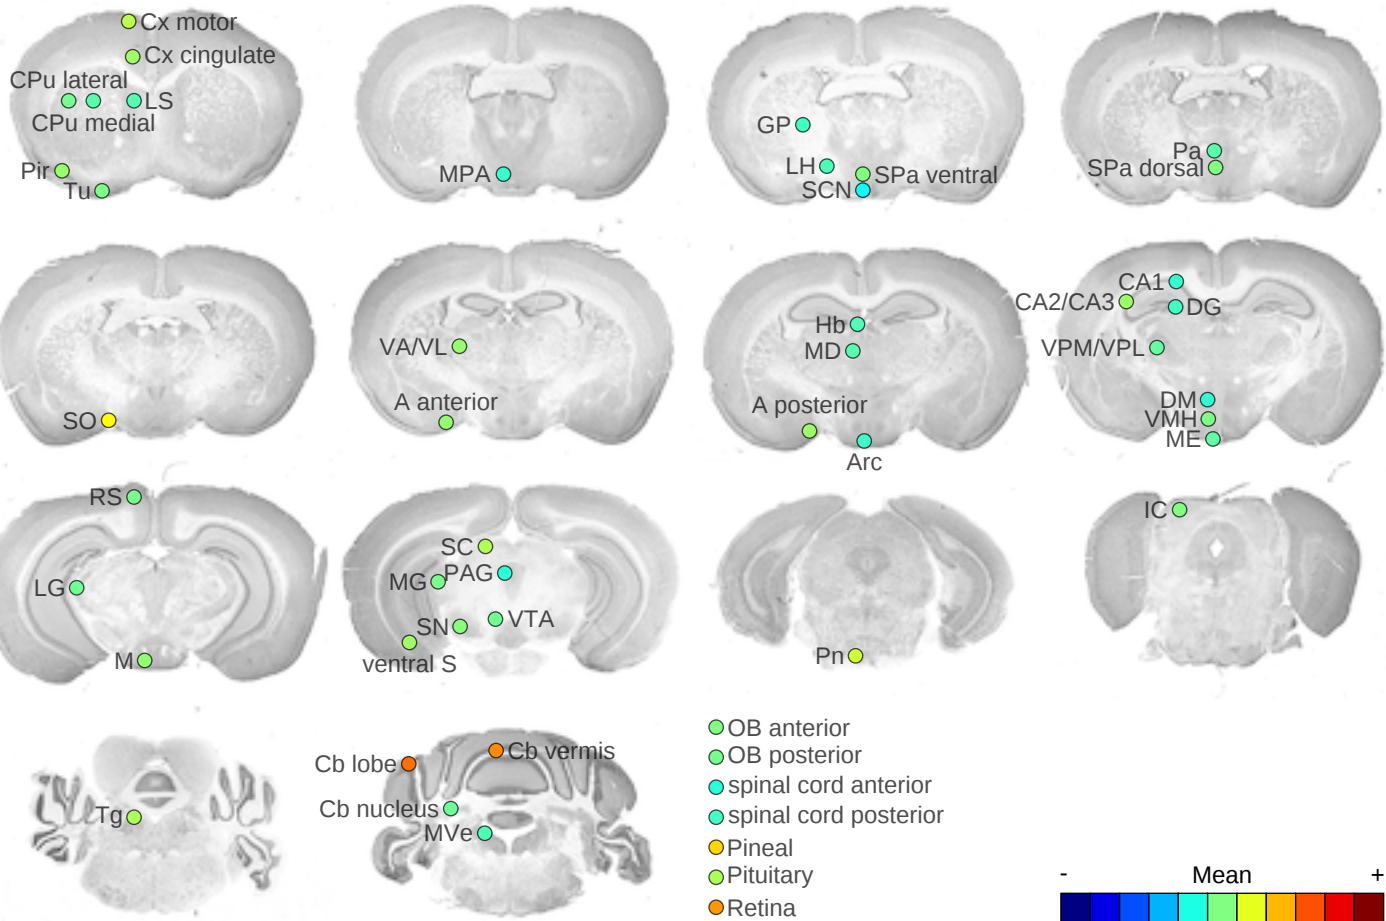 Cx motor
Cx cingulate
CPu lateral
LS
CPu medial
Pir
Tu
MPA
GP
LH
SPa ventral
SCN
Pa
SPa dorsal
SO
VA/VL
A anterior
Hb
MD
A posterior
Arc
CA1
CA2/CA3
DG
VPM/VPL
DM
VMH
ME
RS
LG
M
SC
MG
PAG
SN
VTA
ventral S
Pn
IC
Tg
Cb lobe
Cb vermis
Cb nucleus
MVe
OB anterior
OB posterior
spinal cord anterior
spinal cord posterior
Pineal
Pituitary
Retina
- Mean +